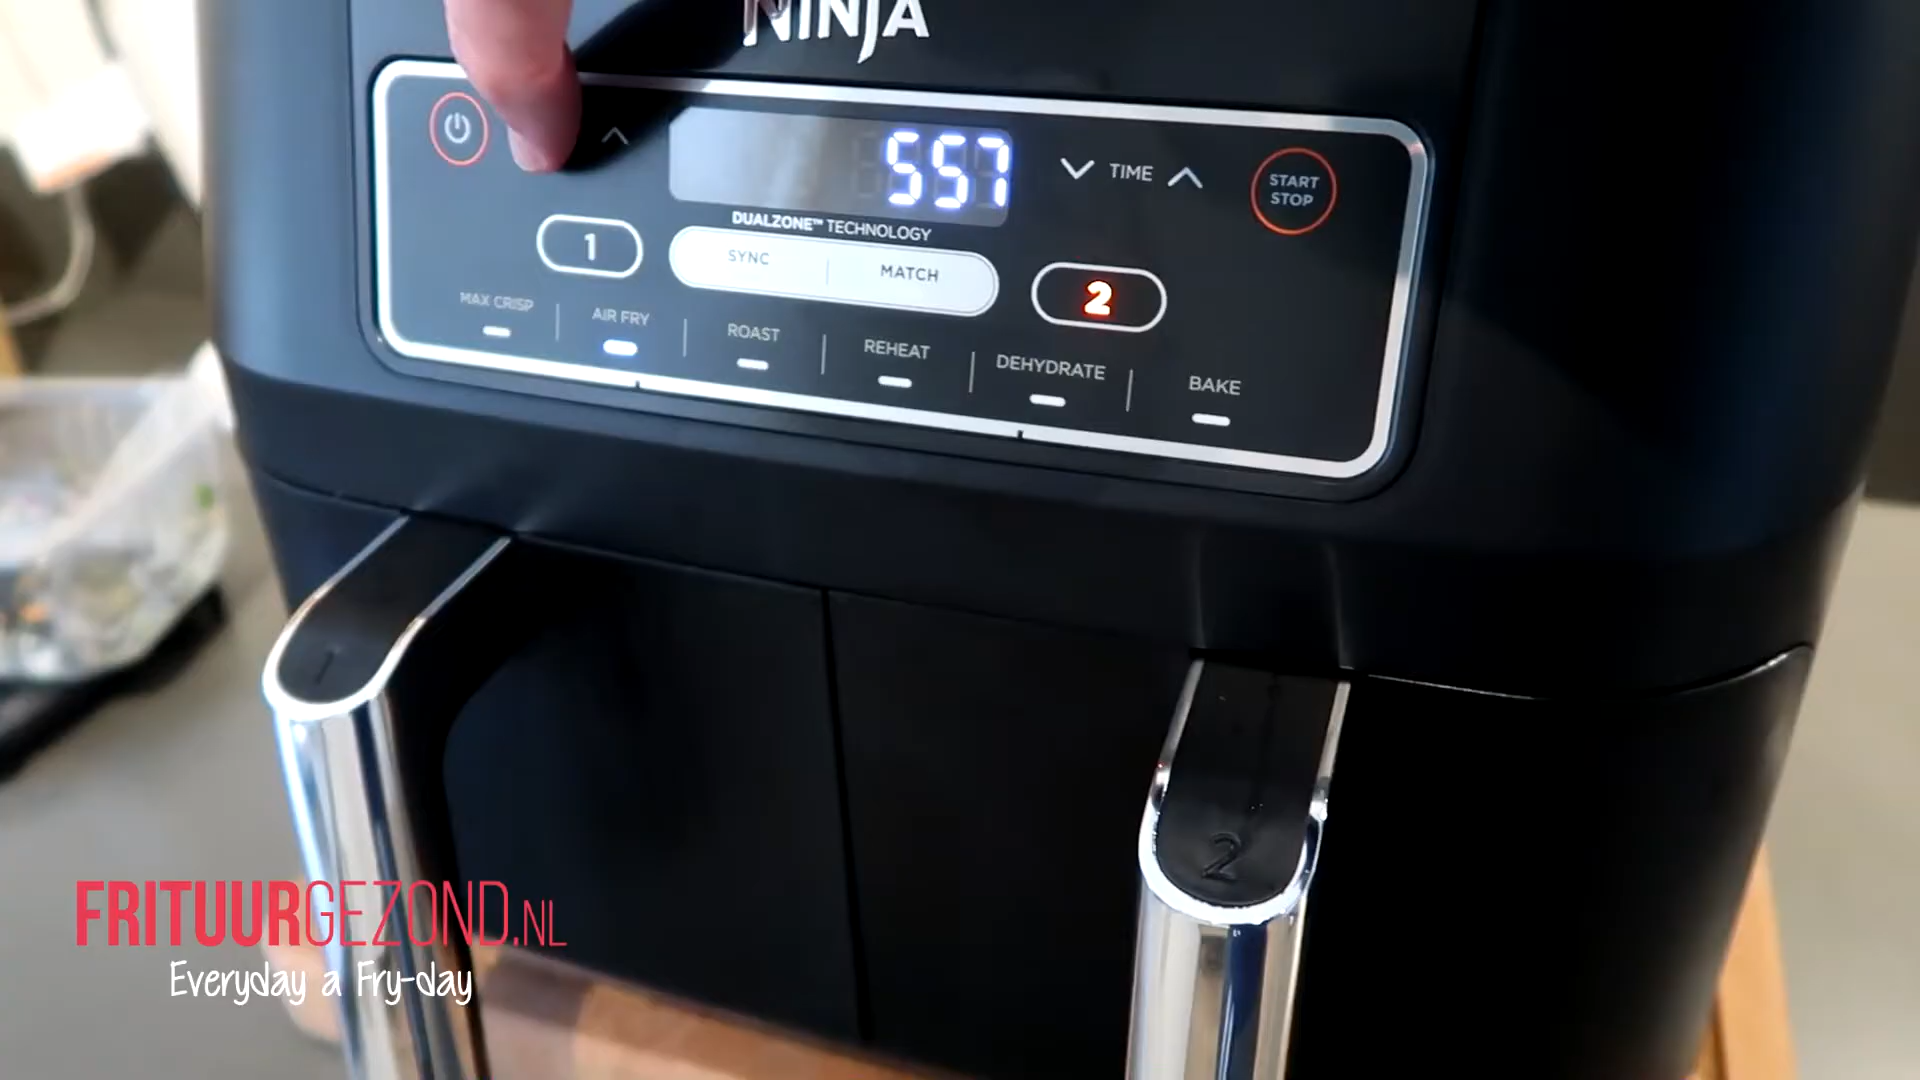 NINJA
557
TIME
START
STOP
DUALZONE™ TECHNOLOGY
1
SYNC
MATCH
2
MAX CRISP
AIR FRY
ROAST
REHEAT
DEHYDRATE
BAKE
1
2
FRITUURGEZOND.NL
Everyday a Fry-day